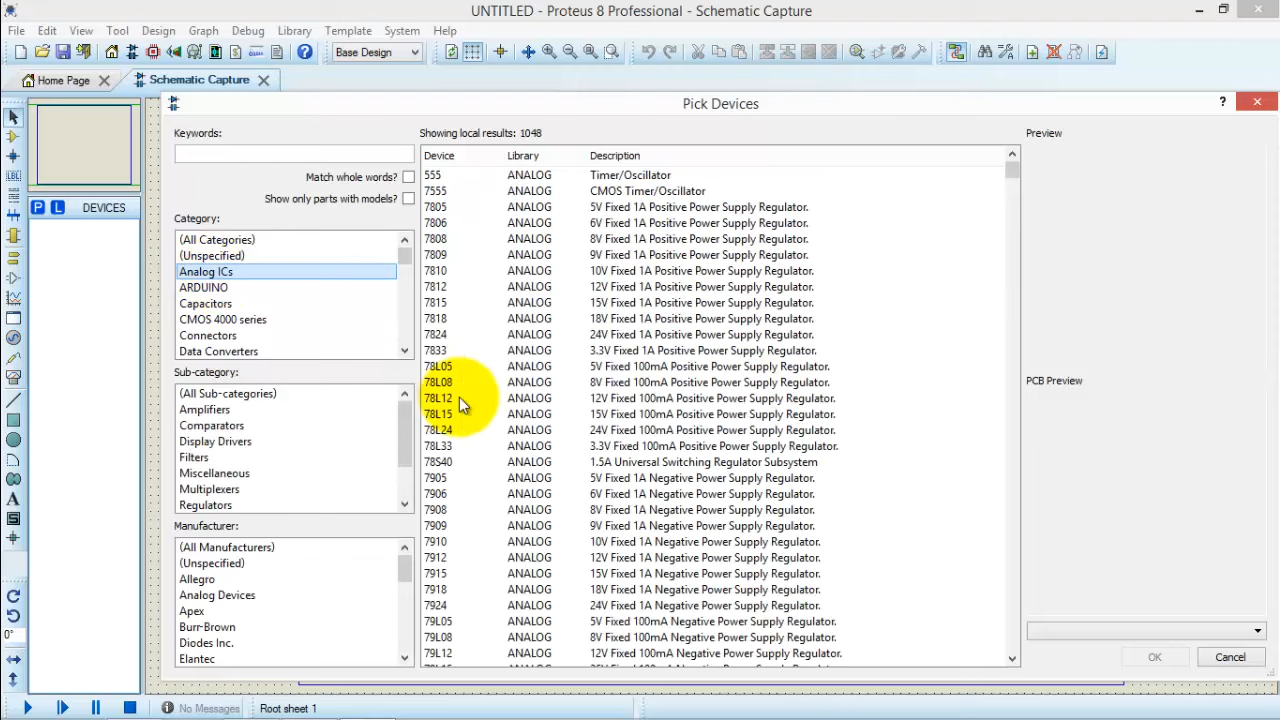 UNTITLED - Proteus 8 Professional - Schematic Capture
File Edit View Tool Design Graph Debug Library Template System Help
Base Design
Home Page
Schematic Capture
Pick Devices
?
Keywords:
Match whole words?
Show only parts with models?
Category:
(All Categories)
(Unspecified)
Analog ICs
ARDUINO
Capacitors
CMOS 4000 series
Connectors
Data Converters
Sub-category:
(All Sub-categories)
Amplifiers
Comparators
Display Drivers
Filters
Miscellaneous
Multiplexers
Regulators
Manufacturer:
(All Manufacturers)
(Unspecified)
Allegro
Analog Devices
Apex
Burr-Brown
Diodes Inc.
Elantec
Showing local results: 1048
Device Library Description
555 ANALOG Timer/Oscillator
7555 ANALOG CMOS Timer/Oscillator
7805 ANALOG 5V Fixed 1A Positive Power Supply Regulator.
7806 ANALOG 6V Fixed 1A Positive Power Supply Regulator.
7808 ANALOG 8V Fixed 1A Positive Power Supply Regulator.
7809 ANALOG 9V Fixed 1A Positive Power Supply Regulator.
7810 ANALOG 10V Fixed 1A Positive Power Supply Regulator.
7812 ANALOG 12V Fixed 1A Positive Power Supply Regulator.
7815 ANALOG 15V Fixed 1A Positive Power Supply Regulator.
7818 ANALOG 18V Fixed 1A Positive Power Supply Regulator.
7824 ANALOG 24V Fixed 1A Positive Power Supply Regulator.
7833 ANALOG 3.3V Fixed 1A Positive Power Supply Regulator.
78L05 ANALOG 5V Fixed 100mA Positive Power Supply Regulator.
78L08 ANALOG 8V Fixed 100mA Positive Power Supply Regulator.
78L12 ANALOG 12V Fixed 100mA Positive Power Supply Regulator.
78L15 ANALOG 15V Fixed 100mA Positive Power Supply Regulator.
78L24 ANALOG 24V Fixed 100mA Positive Power Supply Regulator.
78L33 ANALOG 3.3V Fixed 100mA Positive Power Supply Regulator.
78S40 ANALOG 1.5A Universal Switching Regulator Subsystem
7905 ANALOG 5V Fixed 1A Negative Power Supply Regulator.
7906 ANALOG 6V Fixed 1A Negative Power Supply Regulator.
7908 ANALOG 8V Fixed 1A Negative Power Supply Regulator.
7909 ANALOG 9V Fixed 1A Negative Power Supply Regulator.
7910 ANALOG 10V Fixed 1A Negative Power Supply Regulator.
7912 ANALOG 12V Fixed 1A Negative Power Supply Regulator.
7915 ANALOG 15V Fixed 1A Negative Power Supply Regulator.
7918 ANALOG 18V Fixed 1A Negative Power Supply Regulator.
7924 ANALOG 24V Fixed 1A Negative Power Supply Regulator.
79L05 ANALOG 5V Fixed 100mA Negative Power Supply Regulator.
79L08 ANALOG 8V Fixed 100mA Negative Power Supply Regulator.
79L12 ANALOG 12V Fixed 100mA Negative Power Supply Regulator.
Preview
PCB Preview
OK Cancel
P L DEVICES
LBL
A
0°
No Messages
Root sheet 1